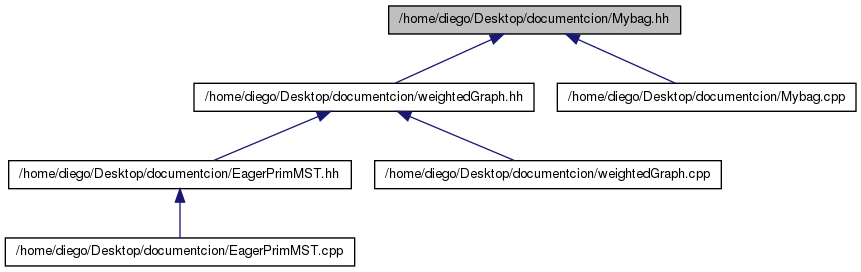 /home/diego/Desktop/documentcion/Mybag.hh
/home/diego/Desktop/documentcion/weightedGraph.hh
/home/diego/Desktop/documentcion/Mybag.cpp
/home/diego/Desktop/documentcion/EagerPrimMST.hh
/home/diego/Desktop/documentcion/weightedGraph.cpp
/home/diego/Desktop/documentcion/EagerPrimMST.cpp